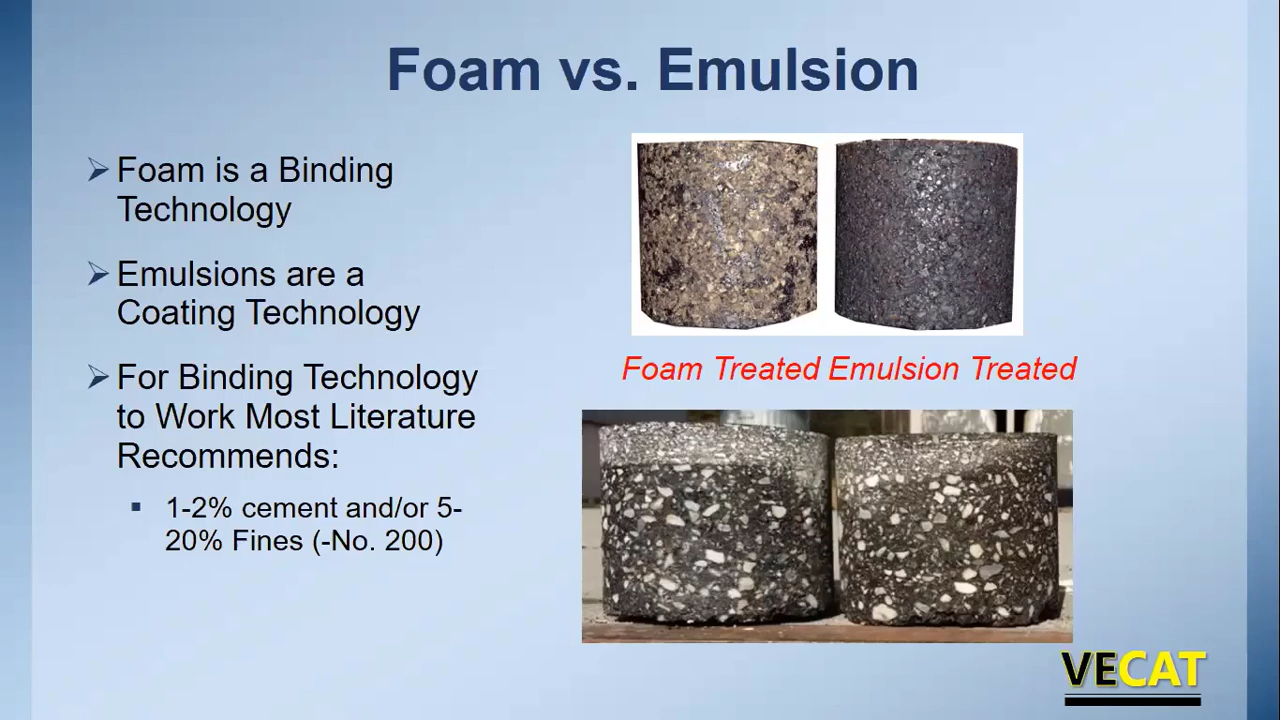 Foam vs. Emulsion
➢ Foam is a Binding
Technology
➢ Emulsions are a
Coating Technology
➢ For Binding Technology
to Work Most Literature
Recommends:
▪ 1-2% cement and/or 5-
20% Fines (-No. 200)
Foam Treated Emulsion Treated
VECAT